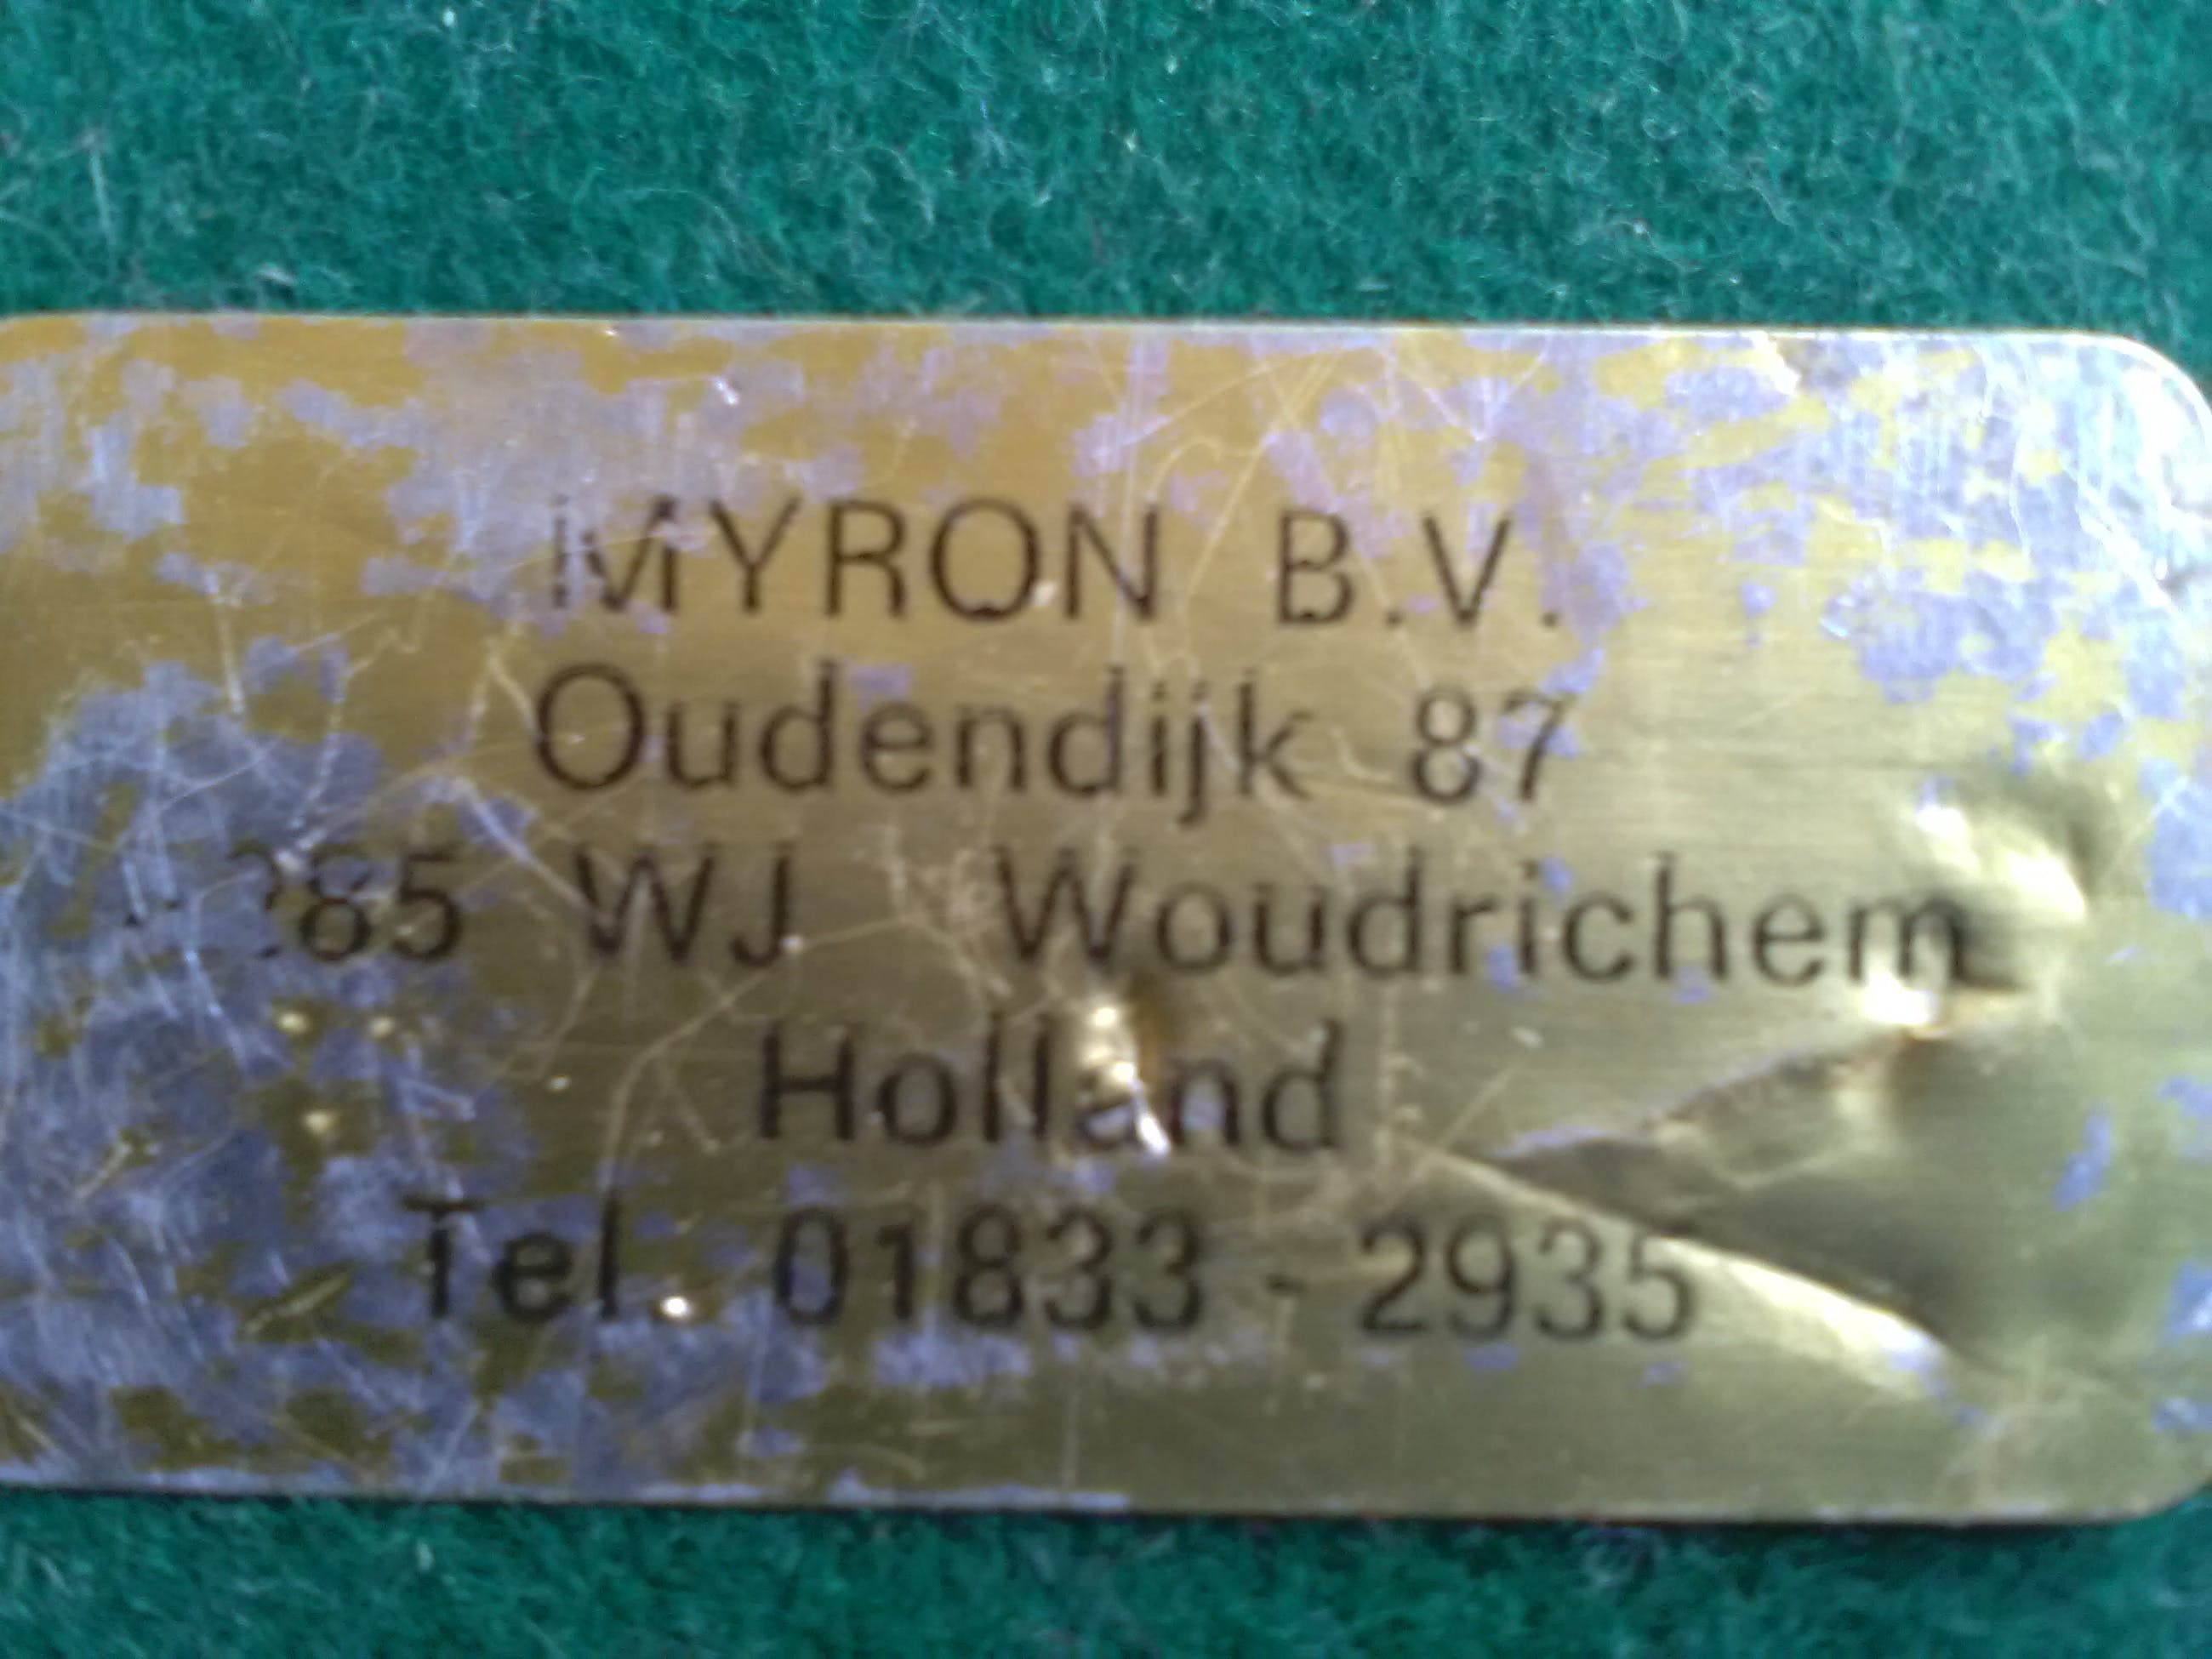 MYRON B.V.
Oudendijk 87
WJ Woudrichem
Holland
Tel. 01833 - 2935